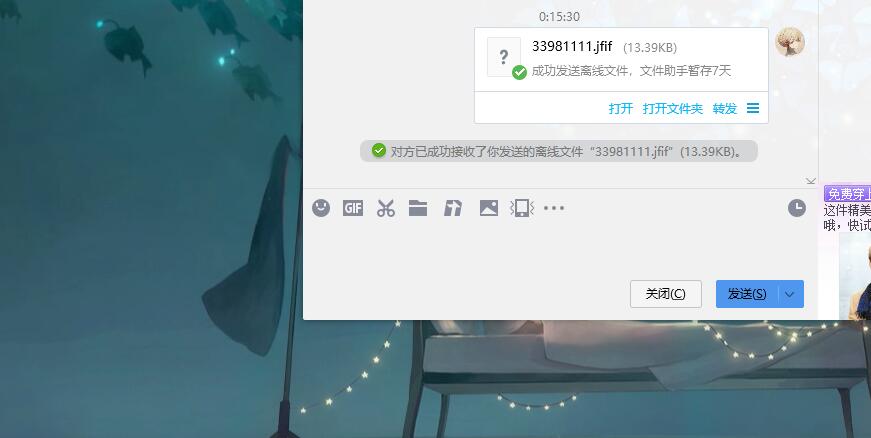 0:15:30
33981111.jfif (13.39KB)
成功发送离线文件，文件助手暂存7天
打开 打开文件夹 转发
对方已成功接收了你发送的离线文件“33981111.jfif”(13.39KB)。
免费穿上
这件精美
哦，快试
GIF
关闭(C)
发送(S)